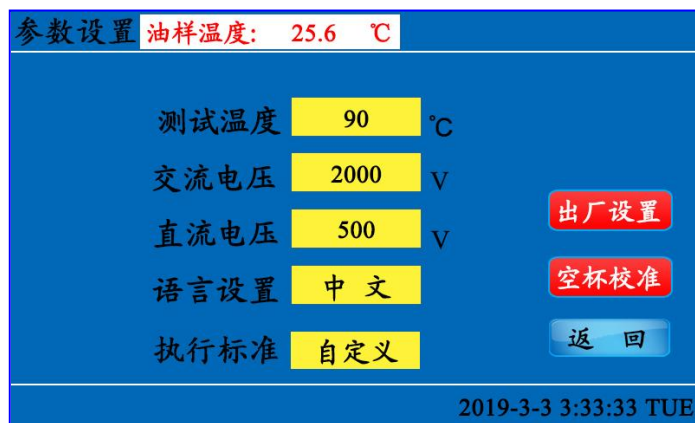 参数设置 油样温度: 25.6 ℃
测试温度 90 ℃
交流电压 2000 V
直流电压 500 V
出厂设置
语言设置 中 文
空杯校准
执行标准 自定义
返 回
2019-3-3 3:33:33 TUE